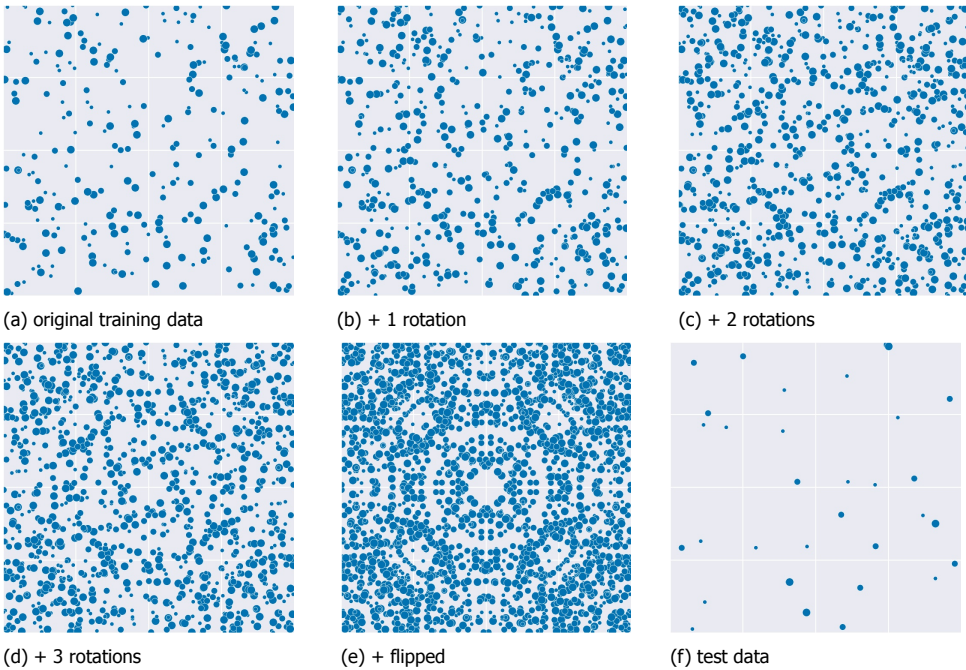 (a) original training data
(b) + 1 rotation
(c) + 2 rotations
(d) + 3 rotations
(e) + flipped
(f) test data